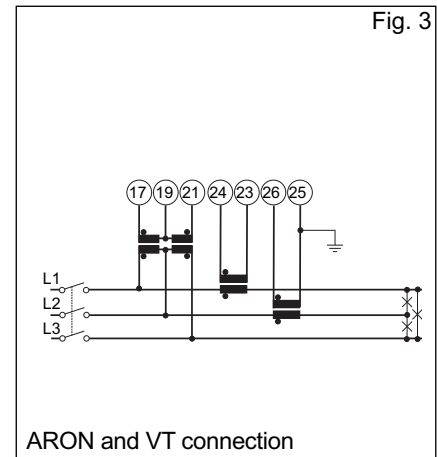 Fig. 3
17 19 21 24 23 26 25
L1
L2
L3
ARON and VT connection